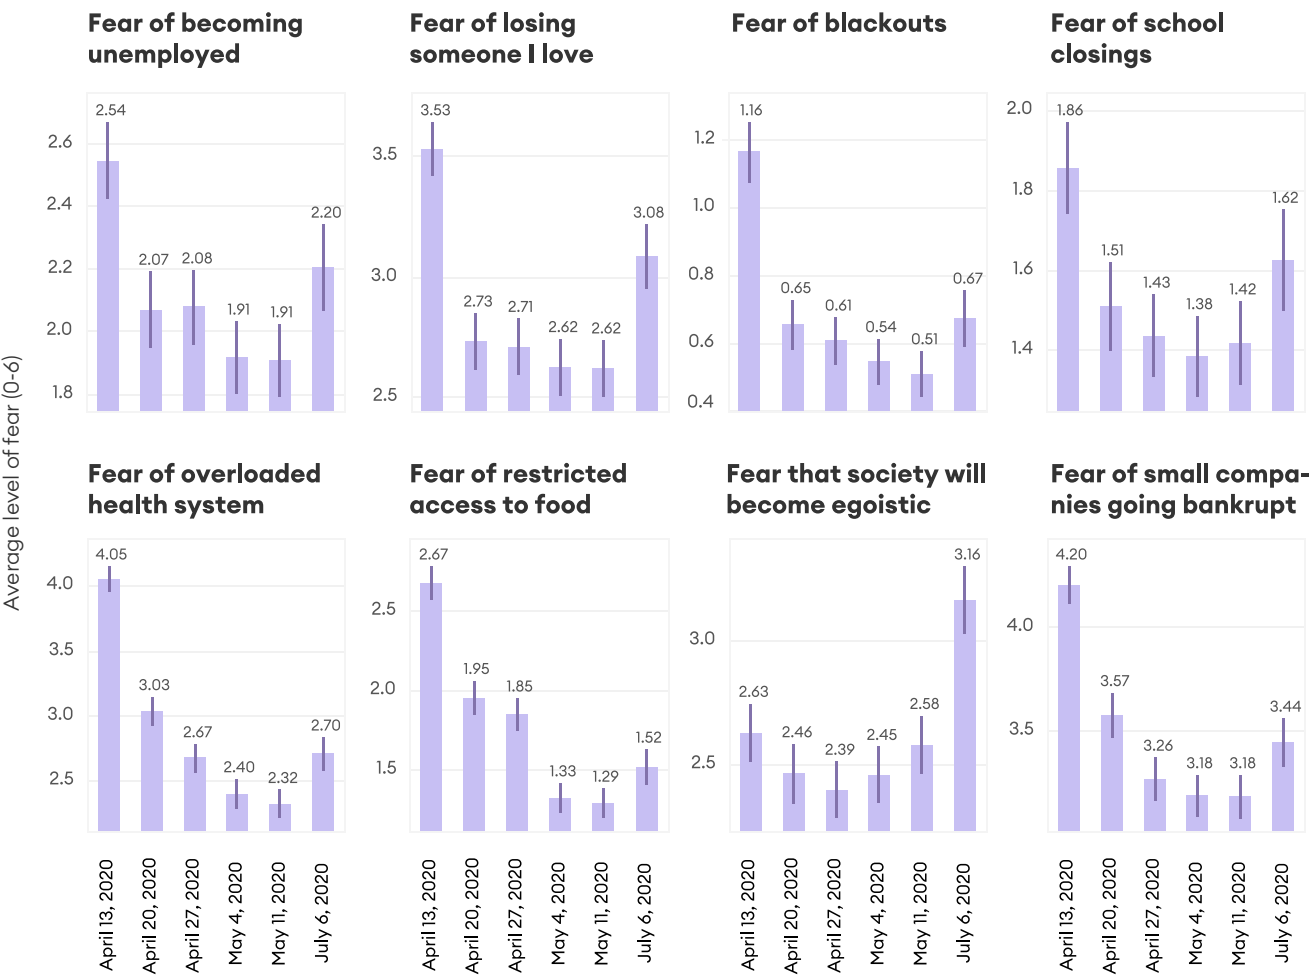 Fear of becoming
unemployed
Fear of losing
someone I love
Fear of blackouts
Fear of school
closings
2.54
2.07
2.08
1.91
1.91
2.20
2.6
2.4
2.2
2.0
1.8
3.53
2.73
2.71
2.62
2.62
3.08
3.5
3.0
2.5
1.16
0.65
0.61
0.54
0.51
0.67
1.2
1.0
0.8
0.6
0.4
1.86
1.51
1.43
1.38
1.42
1.62
2.0
1.8
1.6
1.4
Average level of fear (0-6)
Fear of overloaded
health system
Fear of restricted
access to food
Fear that society will
become egoistic
Fear of small compa-
nies going bankrupt
4.05
3.03
2.67
2.40
2.32
2.70
4.0
3.5
3.0
2.5
2.67
1.95
1.85
1.33
1.29
1.52
2.5
2.0
1.5
2.63
2.46
2.39
2.45
2.58
3.16
3.0
2.5
4.20
3.57
3.26
3.18
3.18
3.44
4.0
3.5
April 13, 2020
April 20, 2020
April 27, 2020
May 4, 2020
May 11, 2020
July 6, 2020
April 13, 2020
April 20, 2020
April 27, 2020
May 4, 2020
May 11, 2020
July 6, 2020
April 13, 2020
April 20, 2020
April 27, 2020
May 4, 2020
May 11, 2020
July 6, 2020
April 13, 2020
April 20, 2020
April 27, 2020
May 4, 2020
May 11, 2020
July 6, 2020